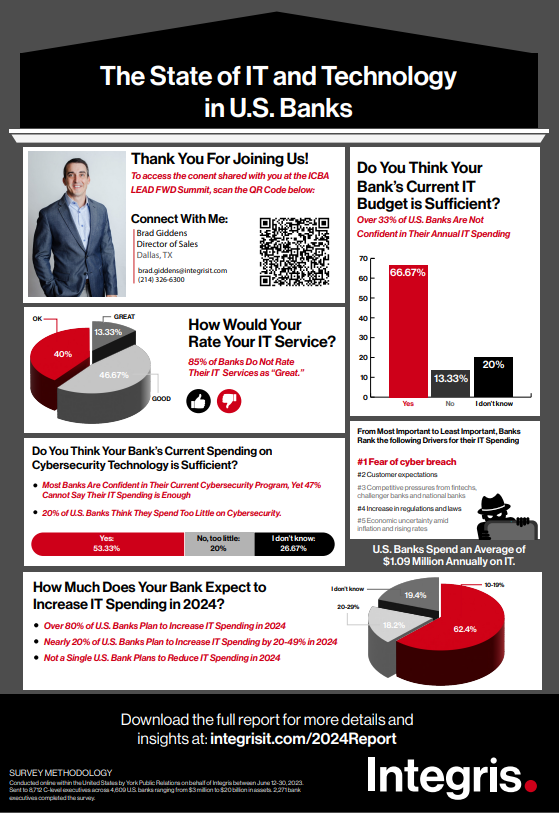 The State of IT and Technology
in U.S. Banks
Thank You For Joining Us!
To access the conent shared with you at the ICBA
LEAD FWD Summit, scan the QR Code below:
Connect With Me:
Brad Giddens
Director of Sales
Dallas, TX
brad.giddens@integrisit.com
(214) 326-6300
Do You Think Your
Bank's Current IT
Budget is Sufficient?
Over 33% of U.S. Banks Are Not
Confident in Their Annual IT Spending
70
60
50
40
30
20
10
0
66.67%
13.33%
20%
Yes
No
I don't know
OK
GREAT
13.33%
40%
46.67%
GOOD
How Would Your
Rate Your IT Service?
85% of Banks Do Not Rate
Their IT Services as "Great."
Do You Think Your Bank's Current Spending on
Cybersecurity Technology is Sufficient?
• Most Banks Are Confident in Their Current Cybersecurity Program, Yet 47%
Cannot Say Their IT Spending is Enough
• 20% of U.S. Banks Think They Spend Too Little on Cybersecurity.
Yes:
53.33%
No, too little:
20%
I don't know:
26.67%
From Most Important to Least Important, Banks
Rank the following Drivers for their IT Spending
#1 Fear of cyber breach
#2 Customer expectations
#3 Competitive pressures from fintechs,
challenger banks and national banks
#4 Increase in regulations and laws
#5 Economic uncertainty amid
inflation and rising rates
U.S. Banks Spend an Average of
$1.09 Million Annually on IT.
How Much Does Your Bank Expect to
Increase IT Spending in 2024?
• Over 80% of U.S. Banks Plan to Increase IT Spending in 2024
• Nearly 20% of U.S. Banks Plan to Increase IT Spending by 20-49% in 2024
• Not a Single U.S. Bank Plans to Reduce IT Spending in 2024
I don't know
10-19%
19.4%
20-29%
18.2%
62.4%
Download the full report for more details and
insights at: integrisit.com/2024Report
SURVEY METHODOLOGY
Conducted online within the United States by York Public Relations on behalf of Integris between June 12-30, 2023.
Sent to 8,712 C-level executives across 4,609 U.S. banks ranging from $3 million to $20 billion in assets. 2,271 bank
executives completed the survey.
Integris.